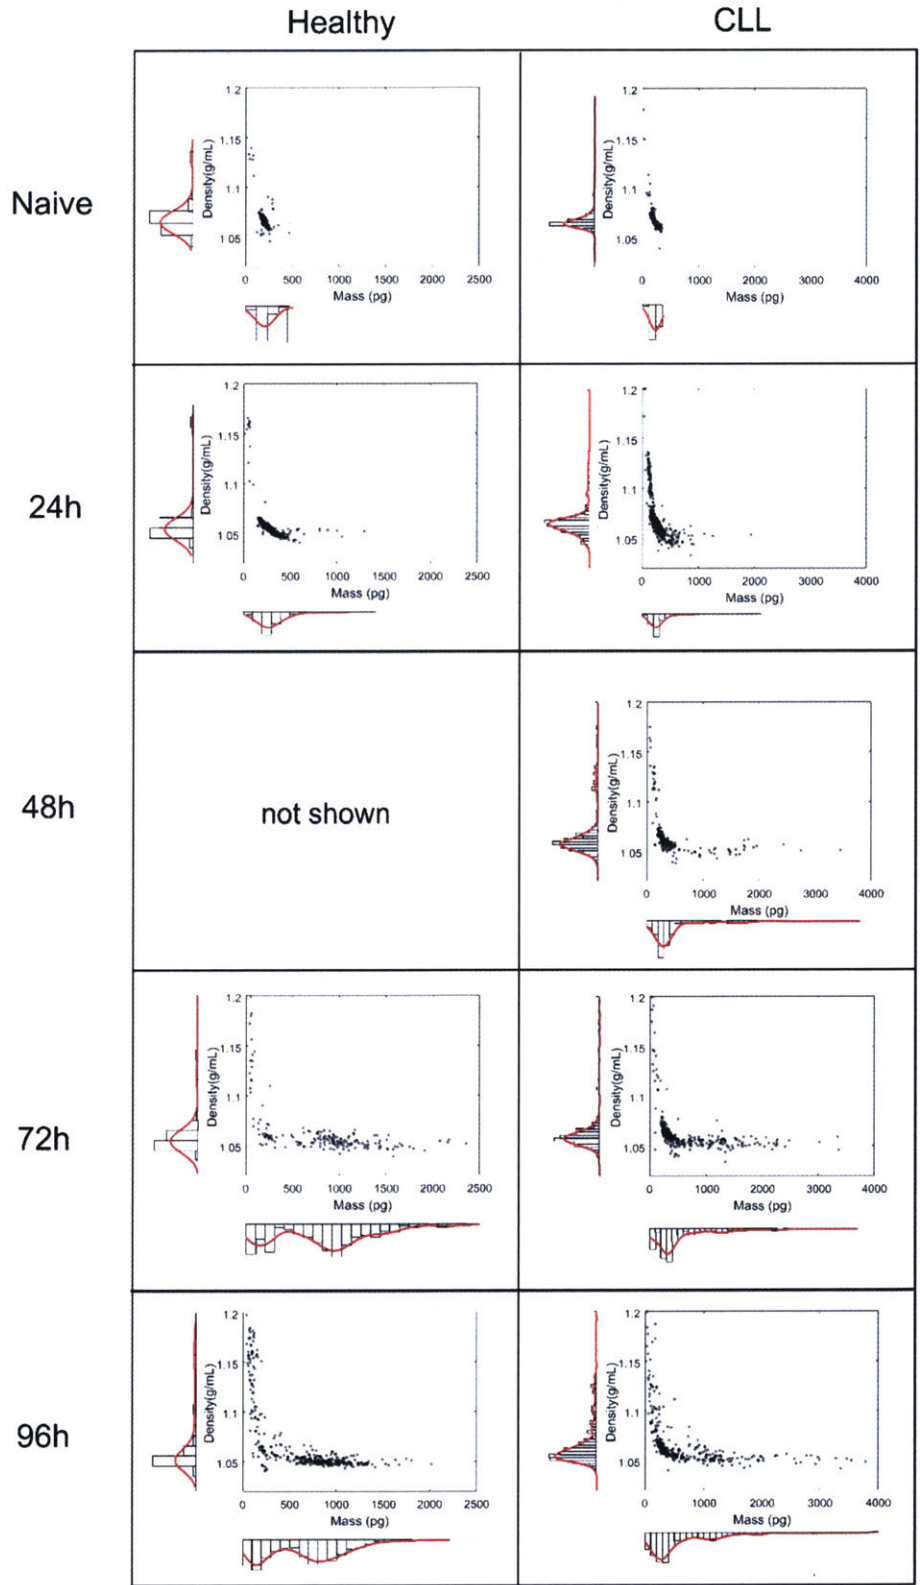 Healthy CLL
Naive
1.2
1.15
1.1
1.05
Density(g/mL)
0 500 1000 1500 2000 2500
Mass (pg)
1.2
1.15
1.1
1.05
Density(g/mL)
0 1000 2000 3000 4000
Mass (pg)
24h
1.2
1.15
1.1
1.05
Density(g/mL)
0 500 1000 1500 2000 2500
Mass (pg)
1.2
1.15
1.1
1.05
Density(g/mL)
0 1000 2000 3000 4000
Mass (pg)
48h
not shown
1.2
1.15
1.1
1.05
Density(g/mL)
0 1000 2000 3000 4000
Mass (pg)
72h
1.2
1.15
1.1
1.05
Density(g/mL)
0 500 1000 1500 2000 2500
Mass (pg)
1.2
1.15
1.1
1.05
Density(g/mL)
0 1000 2000 3000 4000
Mass (pg)
96h
1.2
1.15
1.1
1.05
Density(g/mL)
0 500 1000 1500 2000 2500
Mass (pg)
1.2
1.15
1.1
1.05
Density(g/mL)
0 1000 2000 3000 4000
Mass (pg)